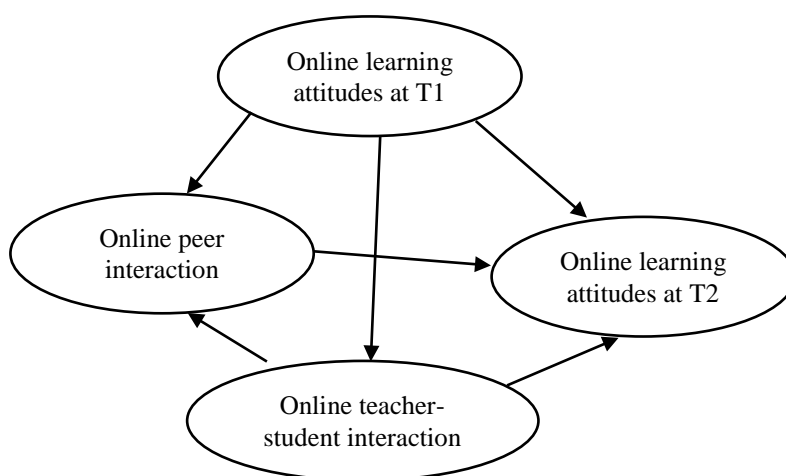 Online learning
attitudes at T1
Online peer
interaction
Online learning
attitudes at T2
Online teacher-
student interaction